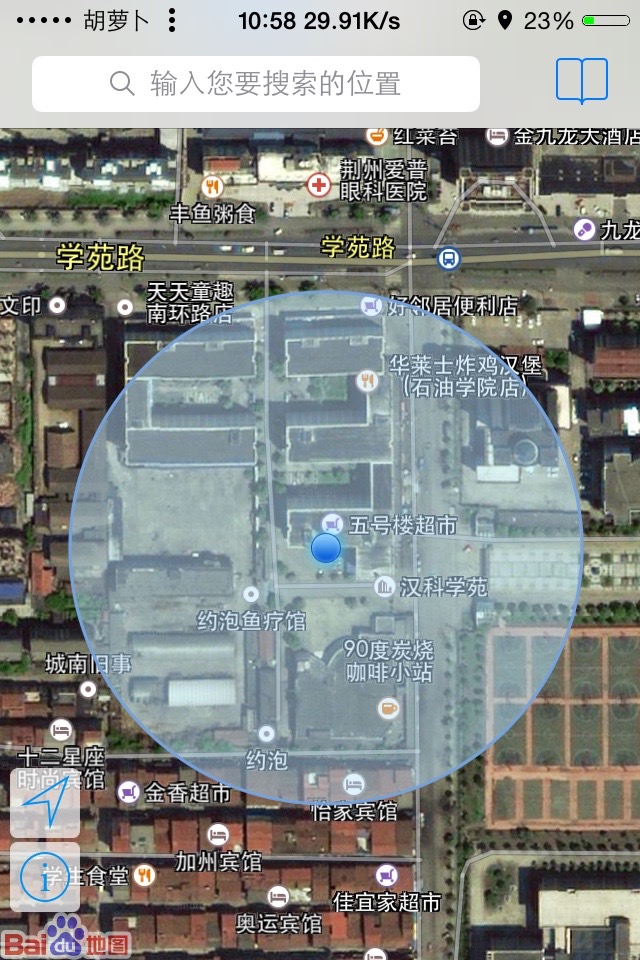 胡萝卜 10:58 29.91K/s 23%
输入您要搜索的位置
红菜苔
金九龙大酒店
荆州爱普
眼科医院
丰鱼粥食
九龙
学苑路
学苑路
文印
天天童趣
南环路店
好邻居便利店
华莱士炸鸡汉堡
(石油学院店)
五号楼超市
汉科学苑
约泡鱼疗馆
90度炭烧
咖啡小站
城南旧事
十二星座
时尚宾馆
约泡
金香超市
怡家宾馆
加州宾馆
学生食堂
佳宜家超市
奥运宾馆
Bai du 地图